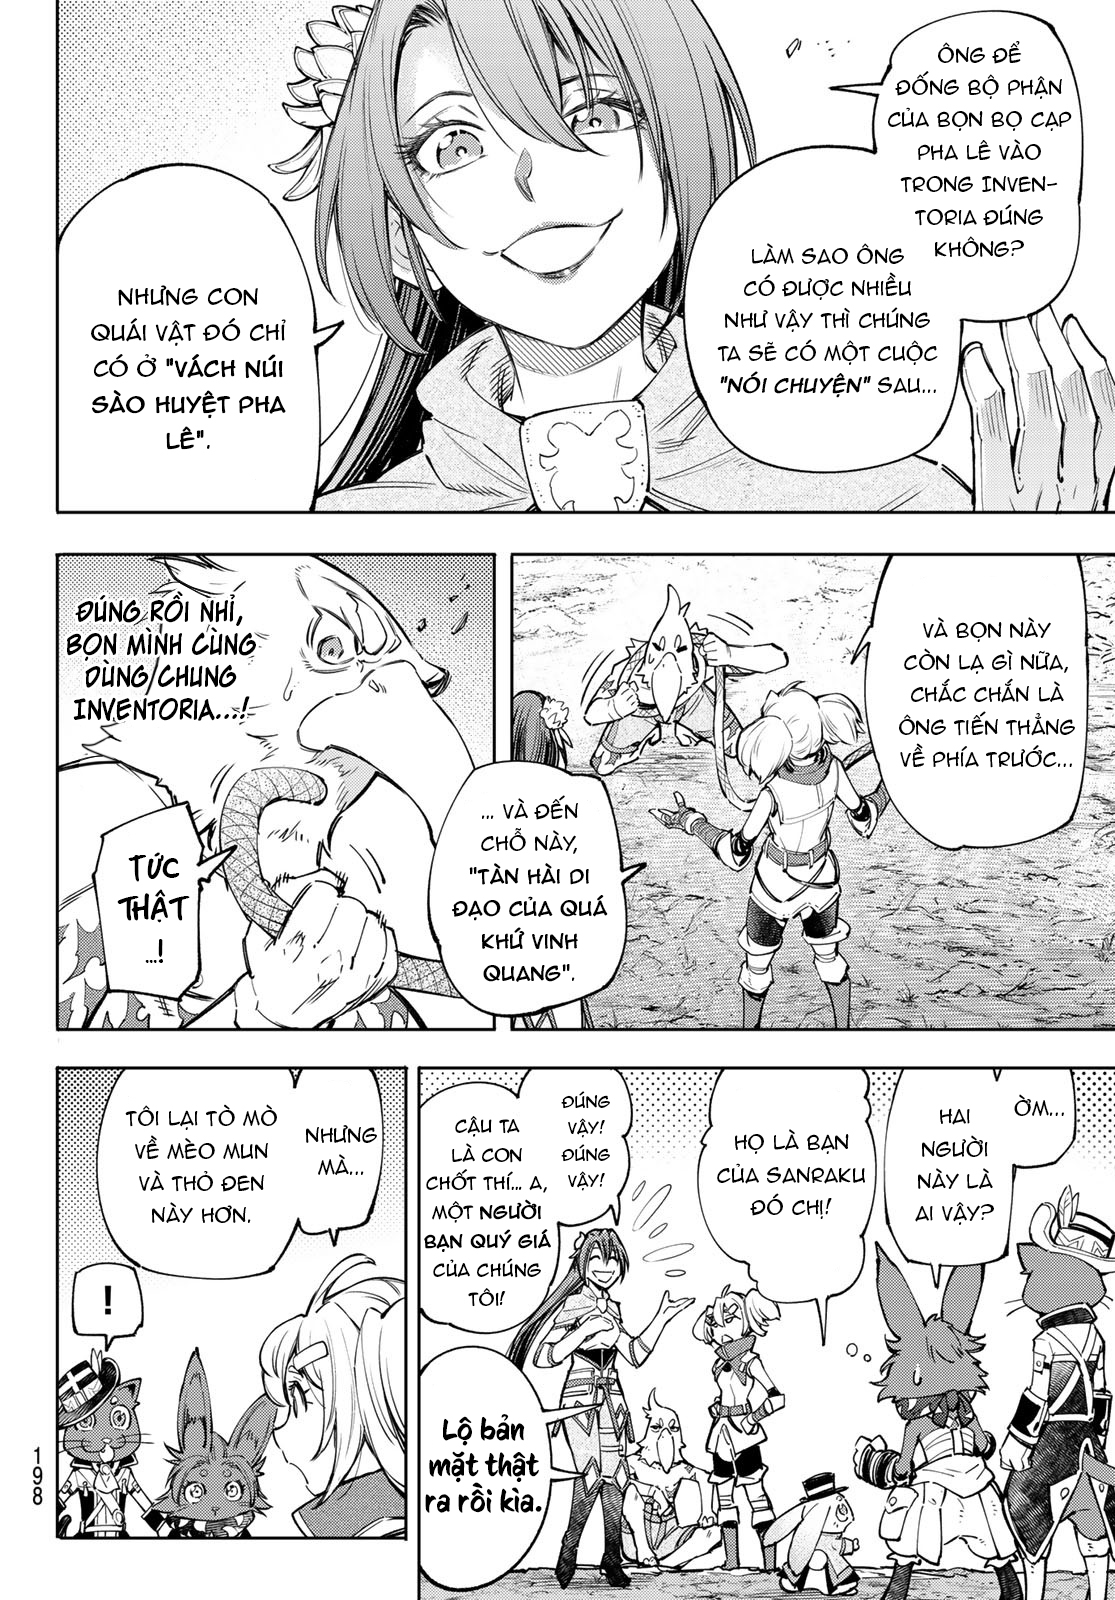 ÔNG ĐỂ
ĐỐNG BỘ PHẬN
CỦA BỌN BỌ CẠP
PHA LÊ VÀO
TRONG INVEN-
TORIA ĐÚNG
KHÔNG?
LÀM SAO ÔNG
CÓ ĐƯỢC NHIỀU
NHƯ VẬY THÌ CHÚNG
TA SẼ CÓ MỘT CUỘC
"NÓI CHUYỆN" SAU...
NHƯNG CON
QUÁI VẬT ĐÓ CHỈ
CÓ Ở "VÁCH NÚI
SÀO HUYỆT PHA
LÊ".
VÀ BỌN NÀY
CÒN LẠ GÌ NỮA,
CHẮC CHẮN LÀ
ÔNG TIẾN THẲNG
VỀ PHÍA TRƯỚC...
... VÀ ĐẾN
CHỖ NÀY,
"TÀN HÀI DI
ĐẠO CỦA QUÁ
KHỨ VINH
QUANG".
ĐÚNG RỒI NHỈ,
BỌN MÌNH CÙNG
DÙNG CHUNG
INVENTORIA...!
TỨC
THẬT
...!
ỜM...
HAI
NGƯỜI
NÀY LÀ
AI VẬY?
HỌ LÀ BẠN
CỦA SANRAKU
ĐÓ CHỊ!
ĐÚNG
VẬY!
ĐÚNG
VẬY!
CẬU TA
LÀ CON
CHỐT THÍ... A,
MỘT NGƯỜI
BẠN QUÝ GIÁ
CỦA CHÚNG
TÔI!
Lộ bản
mặt thật
ra rồi kìa.
NHƯNG
MÀ...
TÔI LẠI TÒ MÒ
VỀ MÈO MUN
VÀ THỎ ĐEN
NÀY HƠN.
!
198